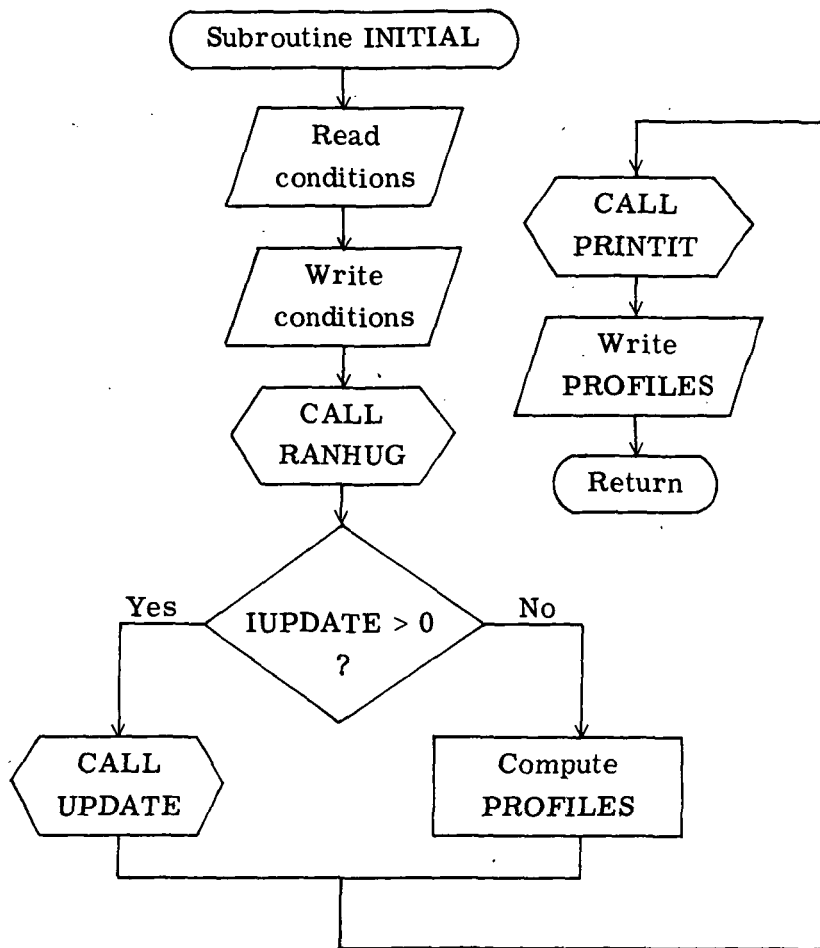 Subroutine INITIAL
Read
conditions
Write
conditions
CALL
RANHUG
IUPDATE > 0
?
Yes
No
CALL
UPDATE
Compute
PROFILES
CALL
PRINTIT
Write
PROFILES
Return